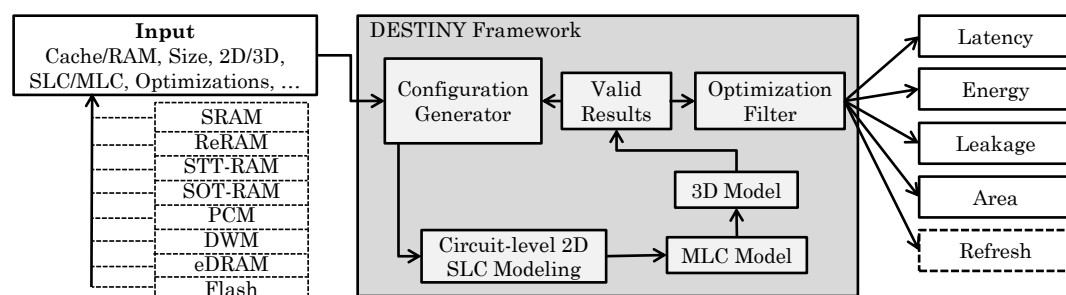 Input
Cache/RAM, Size, 2D/3D,
SLC/MLC, Optimizations, …
SRAM
ReRAM
STT-RAM
SOT-RAM
PCM
DWM
eDRAM
Flash
DESTINY Framework
Configuration
Generator
Valid
Results
Optimization
Filter
3D Model
Circuit-level 2D
SLC Modeling
MLC Model
Latency
Energy
Leakage
Area
Refresh